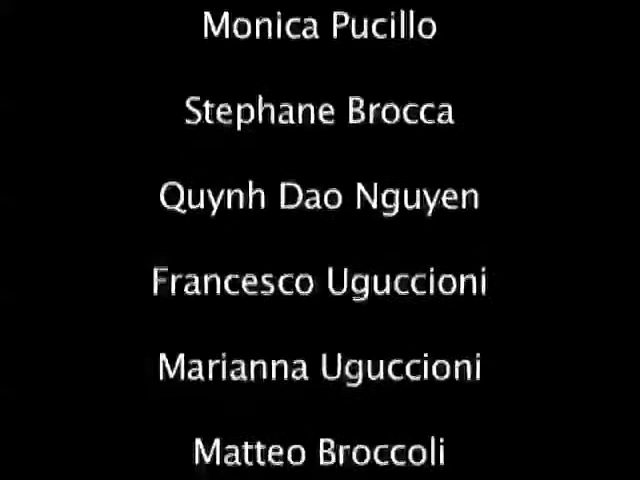 Monica Pucillo
Stephane Brocca
Quynh Dao Nguyen
Francesco Uguccioni
Marianna Uguccioni
Matteo Broccoli